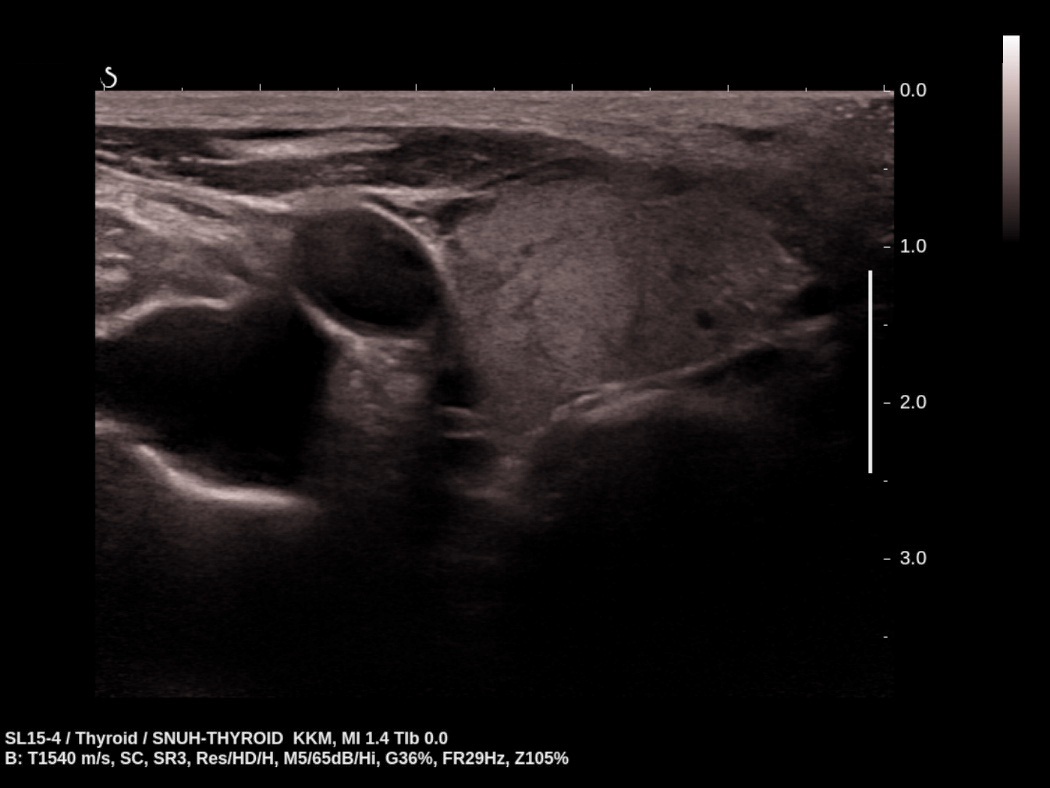 S
0.0
1.0
2.0
3.0
SL15-4 / Thyroid / SNUH-THYROID  KKM, MI 1.4 TIb 0.0
B: T1540 m/s, SC, SR3, Res/HD/H, M5/65dB/Hi, G36%, FR29Hz, Z105%